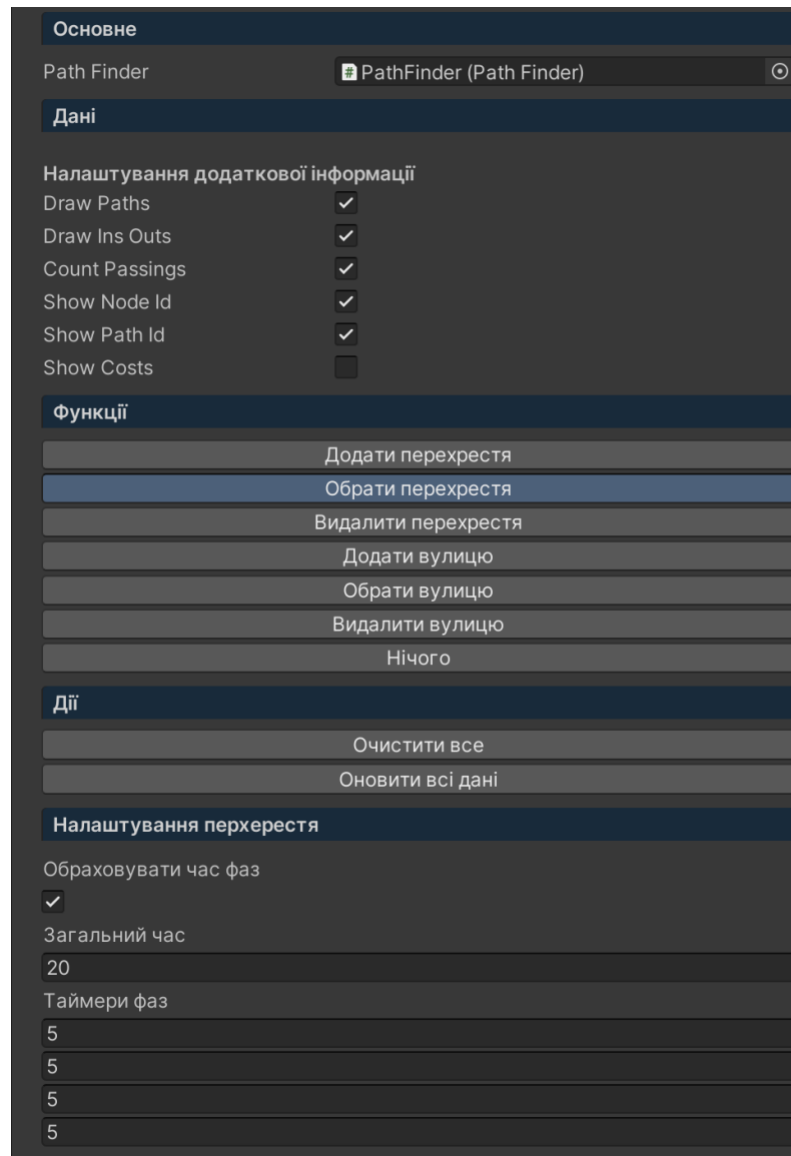 Основне
Path Finder PathFinder (Path Finder)
Дані
Налаштування додаткової інформації
Draw Paths
Draw Ins Outs
Count Passings
Show Node Id
Show Path Id
Show Costs
Функції
Додати перехрестя
Обрати перехрестя
Видалити перехрестя
Додати вулицю
Обрати вулицю
Видалити вулицю
Нічого
Дії
Очистити все
Оновити всі дані
Налаштування перхерестя
Обраховувати час фаз
Загальний час
20
Таймери фаз
5
5
5
5